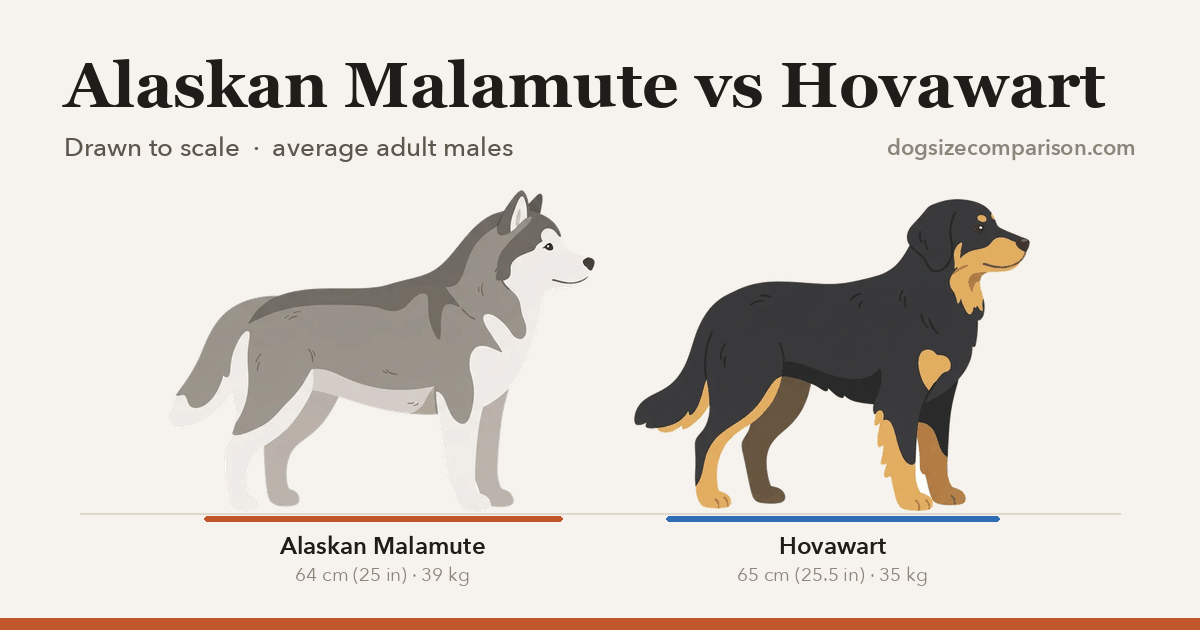 Alaskan Malamute vs Hovawart
Drawn to scale · average adult males
dogsizecomparison.com
Alaskan Malamute
64 cm (25 in) · 39 kg
Hovawart
65 cm (25.5 in) · 35 kg